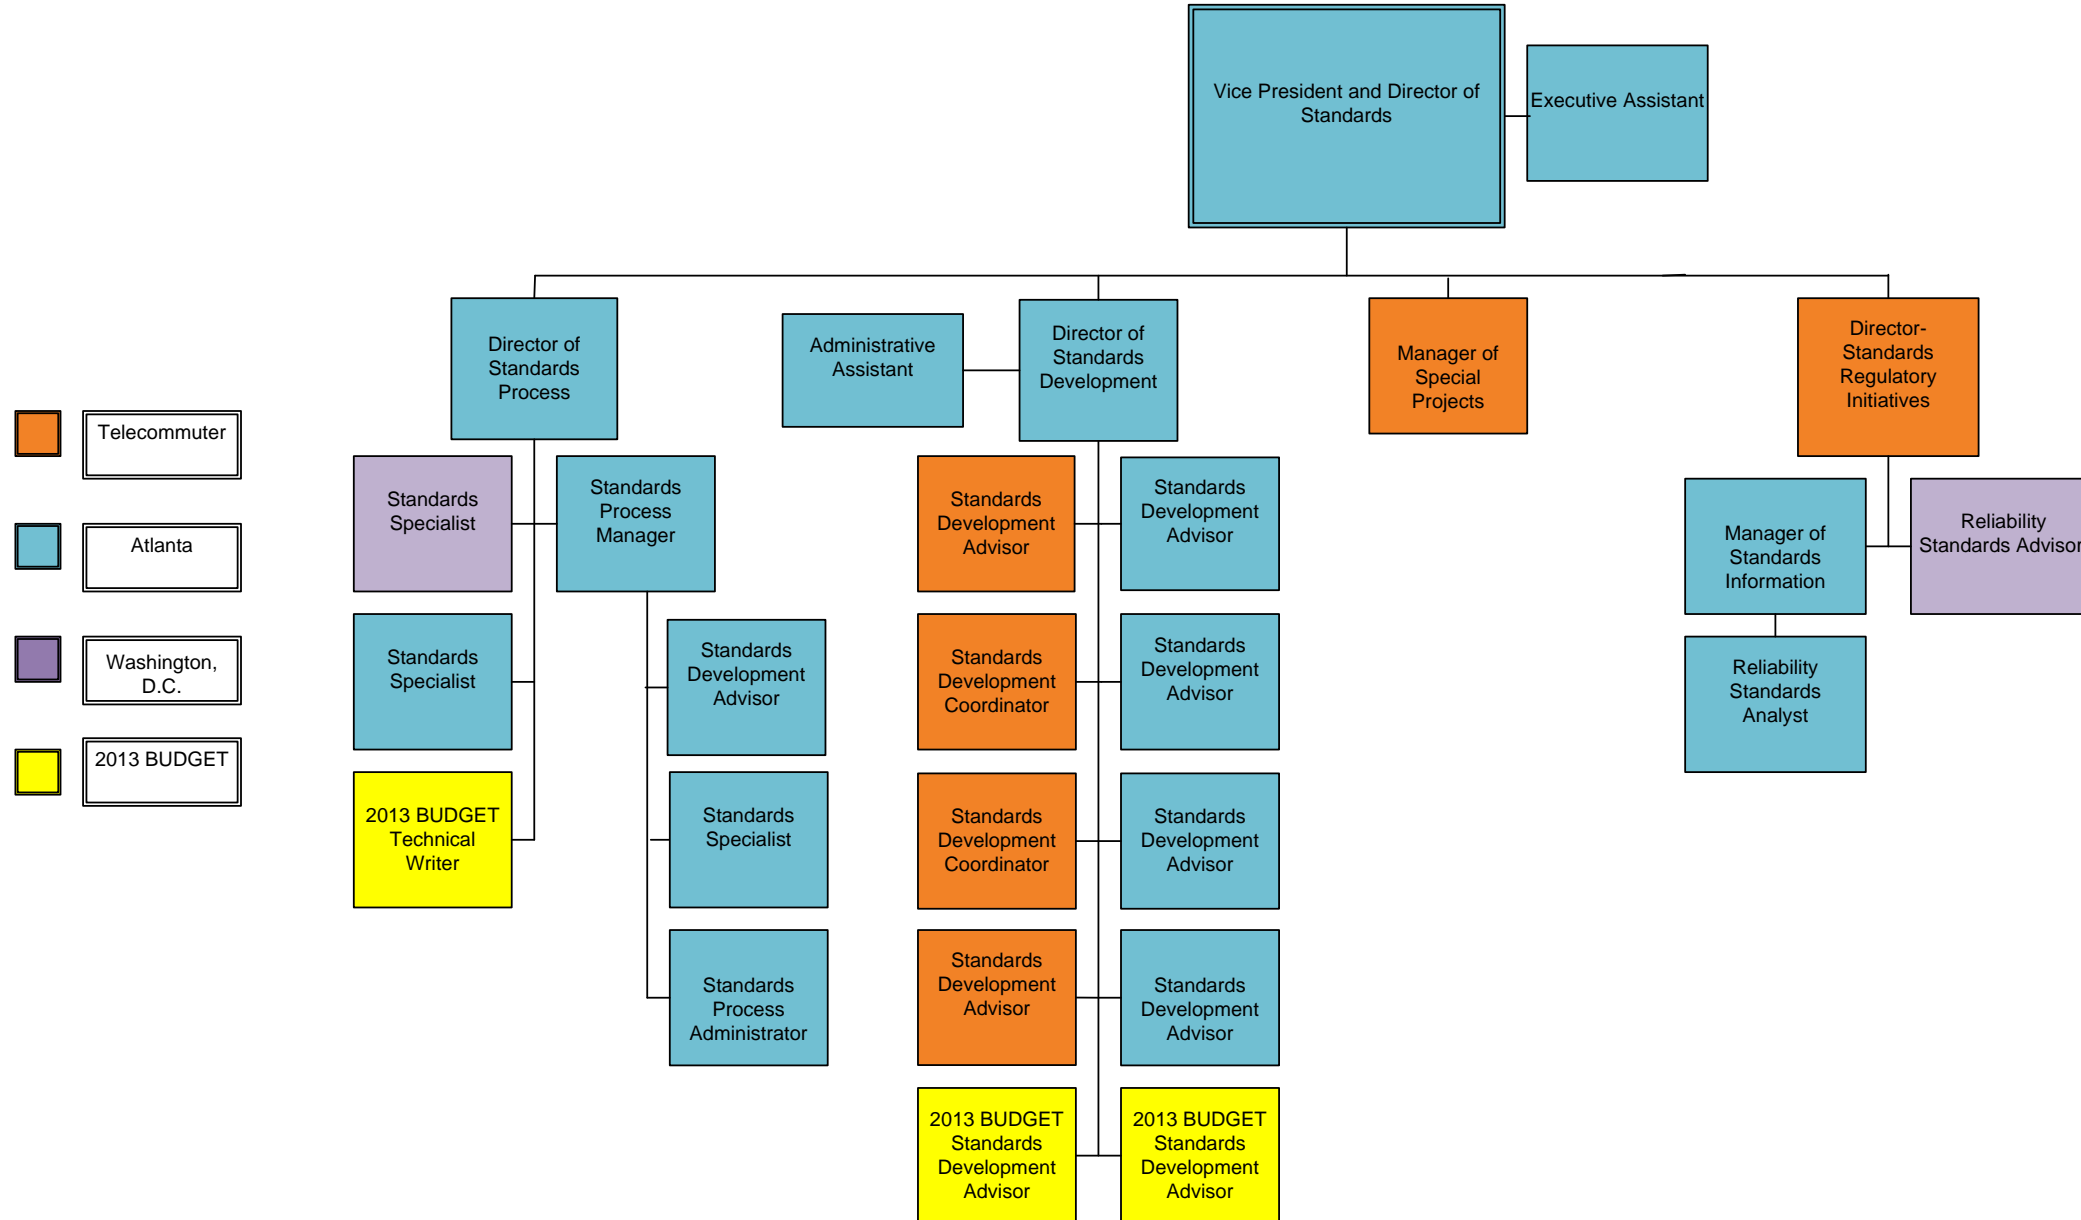 Vice President and Director of
Standards
Executive Assistant
Director of
Standards
Process
Administrative
Assistant
Director of
Standards
Development
Manager of
Special
Projects
Director-
Standards
Regulatory
Initiatives
Telecommuter
Atlanta
Washington,
D.C.
2013 BUDGET
Standards
Specialist
Standards
Process
Manager
Standards
Specialist
2013 BUDGET
Technical
Writer
Standards
Development
Advisor
Standards
Specialist
Standards
Process
Administrator
Standards
Development
Advisor
Standards
Development
Advisor
Standards
Development
Coordinator
Standards
Development
Advisor
Standards
Development
Coordinator
Standards
Development
Advisor
Standards
Development
Advisor
Standards
Development
Advisor
2013 BUDGET
Standards
Development
Advisor
2013 BUDGET
Standards
Development
Advisor
Manager of
Standards
Information
Reliability
Standards Advisor
Reliability
Standards
Analyst